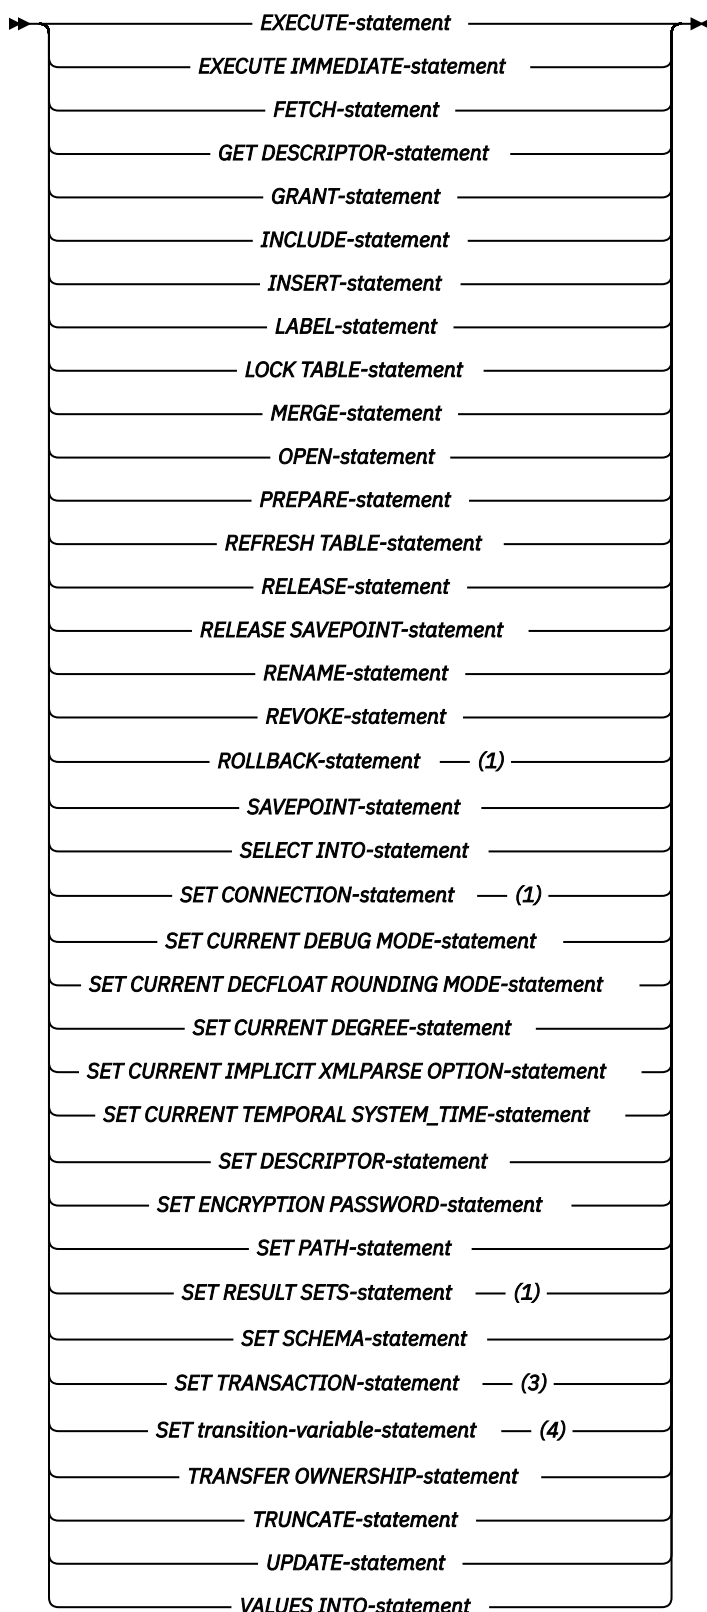 EXECUTE-statement
EXECUTE IMMEDIATE-statement
FETCH-statement
GET DESCRIPTOR-statement
GRANT-statement
INCLUDE-statement
INSERT-statement
LABEL-statement
LOCK TABLE-statement
MERGE-statement
OPEN-statement
PREPARE-statement
REFRESH TABLE-statement
RELEASE-statement
RELEASE SAVEPOINT-statement
RENAME-statement
REVOKE-statement
ROLLBACK-statement (1)
SAVEPOINT-statement
SELECT INTO-statement
SET CONNECTION-statement (1)
SET CURRENT DEBUG MODE-statement
SET CURRENT DECFLOAT ROUNDING MODE-statement
SET CURRENT DEGREE-statement
SET CURRENT IMPLICIT XMLPARSE OPTION-statement
SET CURRENT TEMPORAL SYSTEM_TIME-statement
SET DESCRIPTOR-statement
SET ENCRYPTION PASSWORD-statement
SET PATH-statement
SET RESULT SETS-statement (1)
SET SCHEMA-statement
SET TRANSACTION-statement (3)
SET transition-variable-statement (4)
TRANSFER OWNERSHIP-statement
TRUNCATE-statement
UPDATE-statement
VALUES INTO-statement